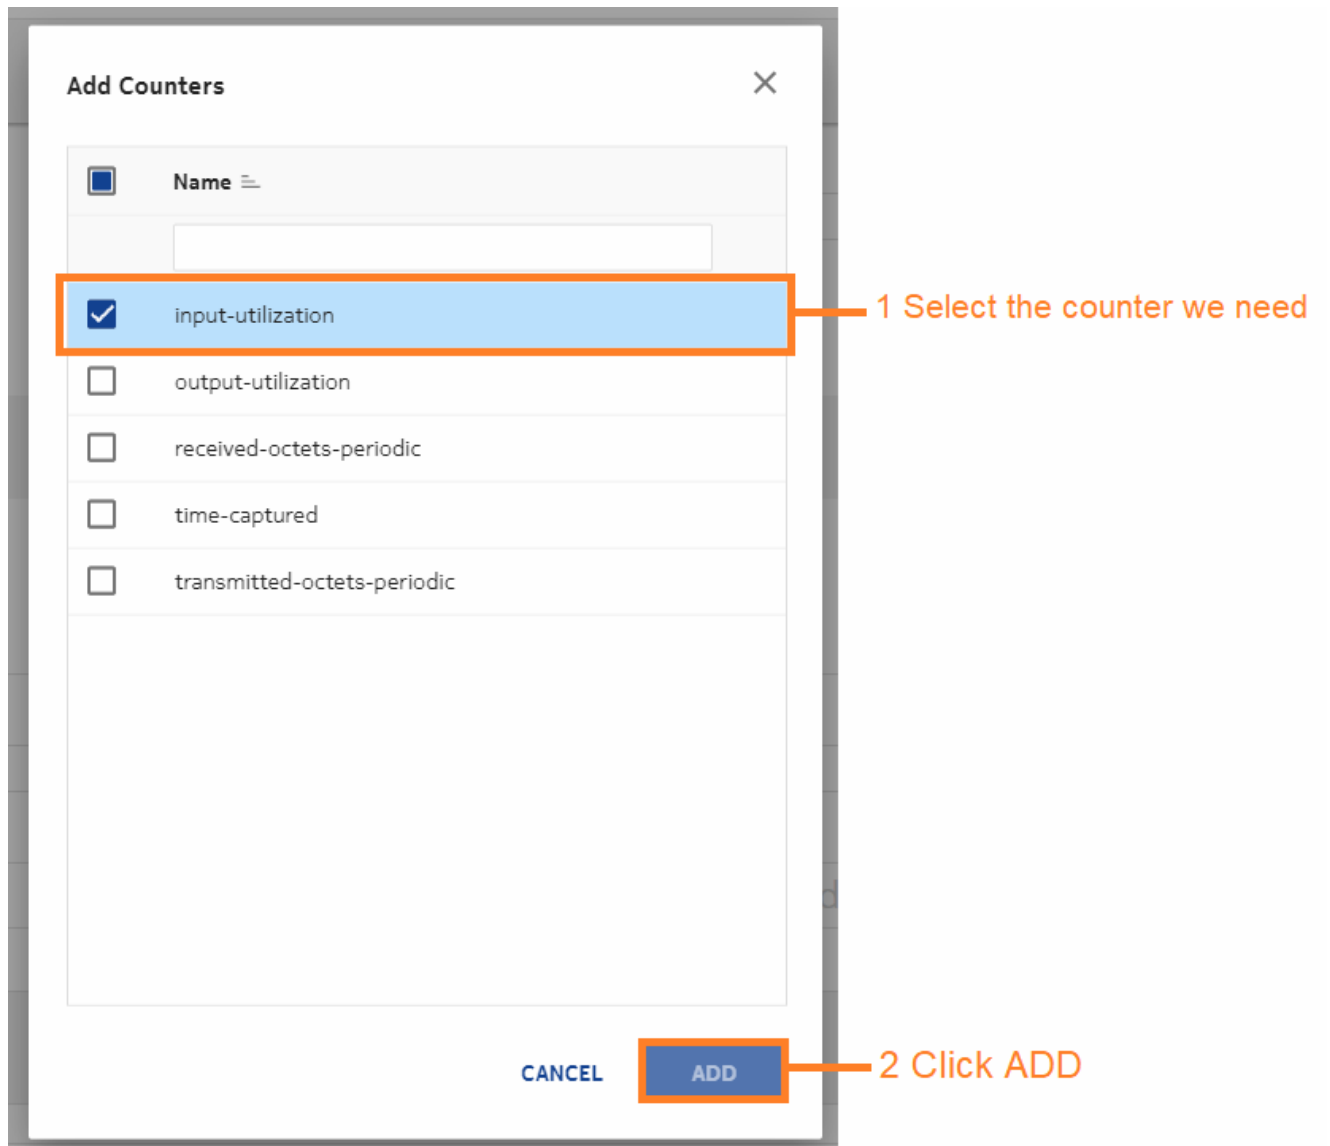 Add Counters
Name
input-utilization
1 Select the counter we need
output-utilization
received-octets-periodic
time-captured
transmitted-octets-periodic
d
CANCEL
ADD
2 Click ADD